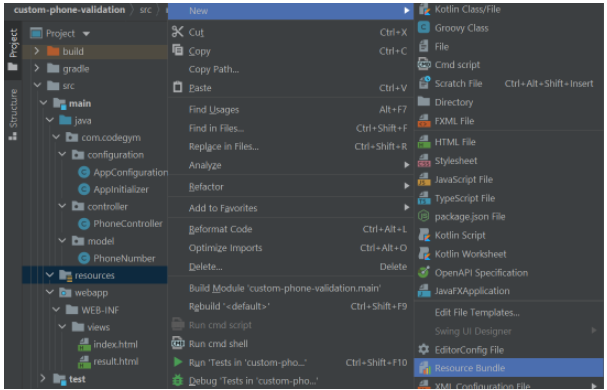 custom-phone-validation src
Project
Structure
Project
build
gradle
src
main
java
com.codegym
configuration
AppConfiguration
AppInitializer
controller
PhoneController
model
PhoneNumber
resources
webapp
WEB-INF
views
index.html
result.html
test
New
Cut Ctrl+X
Copy Ctrl+C
Copy Path...
Paste Ctrl+V
Find Usages Alt+F7
Find in Files... Ctrl+Shift+F
Replace in Files... Ctrl+Shift+R
Analyze
Refactor
Add to Favorites
Reformat Code Ctrl+Alt+L
Optimize Imports Ctrl+Alt+O
Delete... Delete
Build Module 'custom-phone-validation.main'
Rebuild '<default>' Ctrl+Shift+F9
Run cmd script
Run cmd shell
Run 'Tests in 'custom-pho...' Ctrl+Shift+F10
Debug 'Tests in 'custom-pho...'
Kotlin Class/File
Groovy Class
File
Cmd script
Scratch File Ctrl+Alt+Shift+Insert
Directory
FXML File
HTML File
Stylesheet
JavaScript File
TypeScript File
package.json File
Kotlin Script
Kotlin Worksheet
OpenAPI Specification
JavaFXApplication
Edit File Templates...
Swing UI Designer
EditorConfig File
Resource Bundle
XML Configuration File